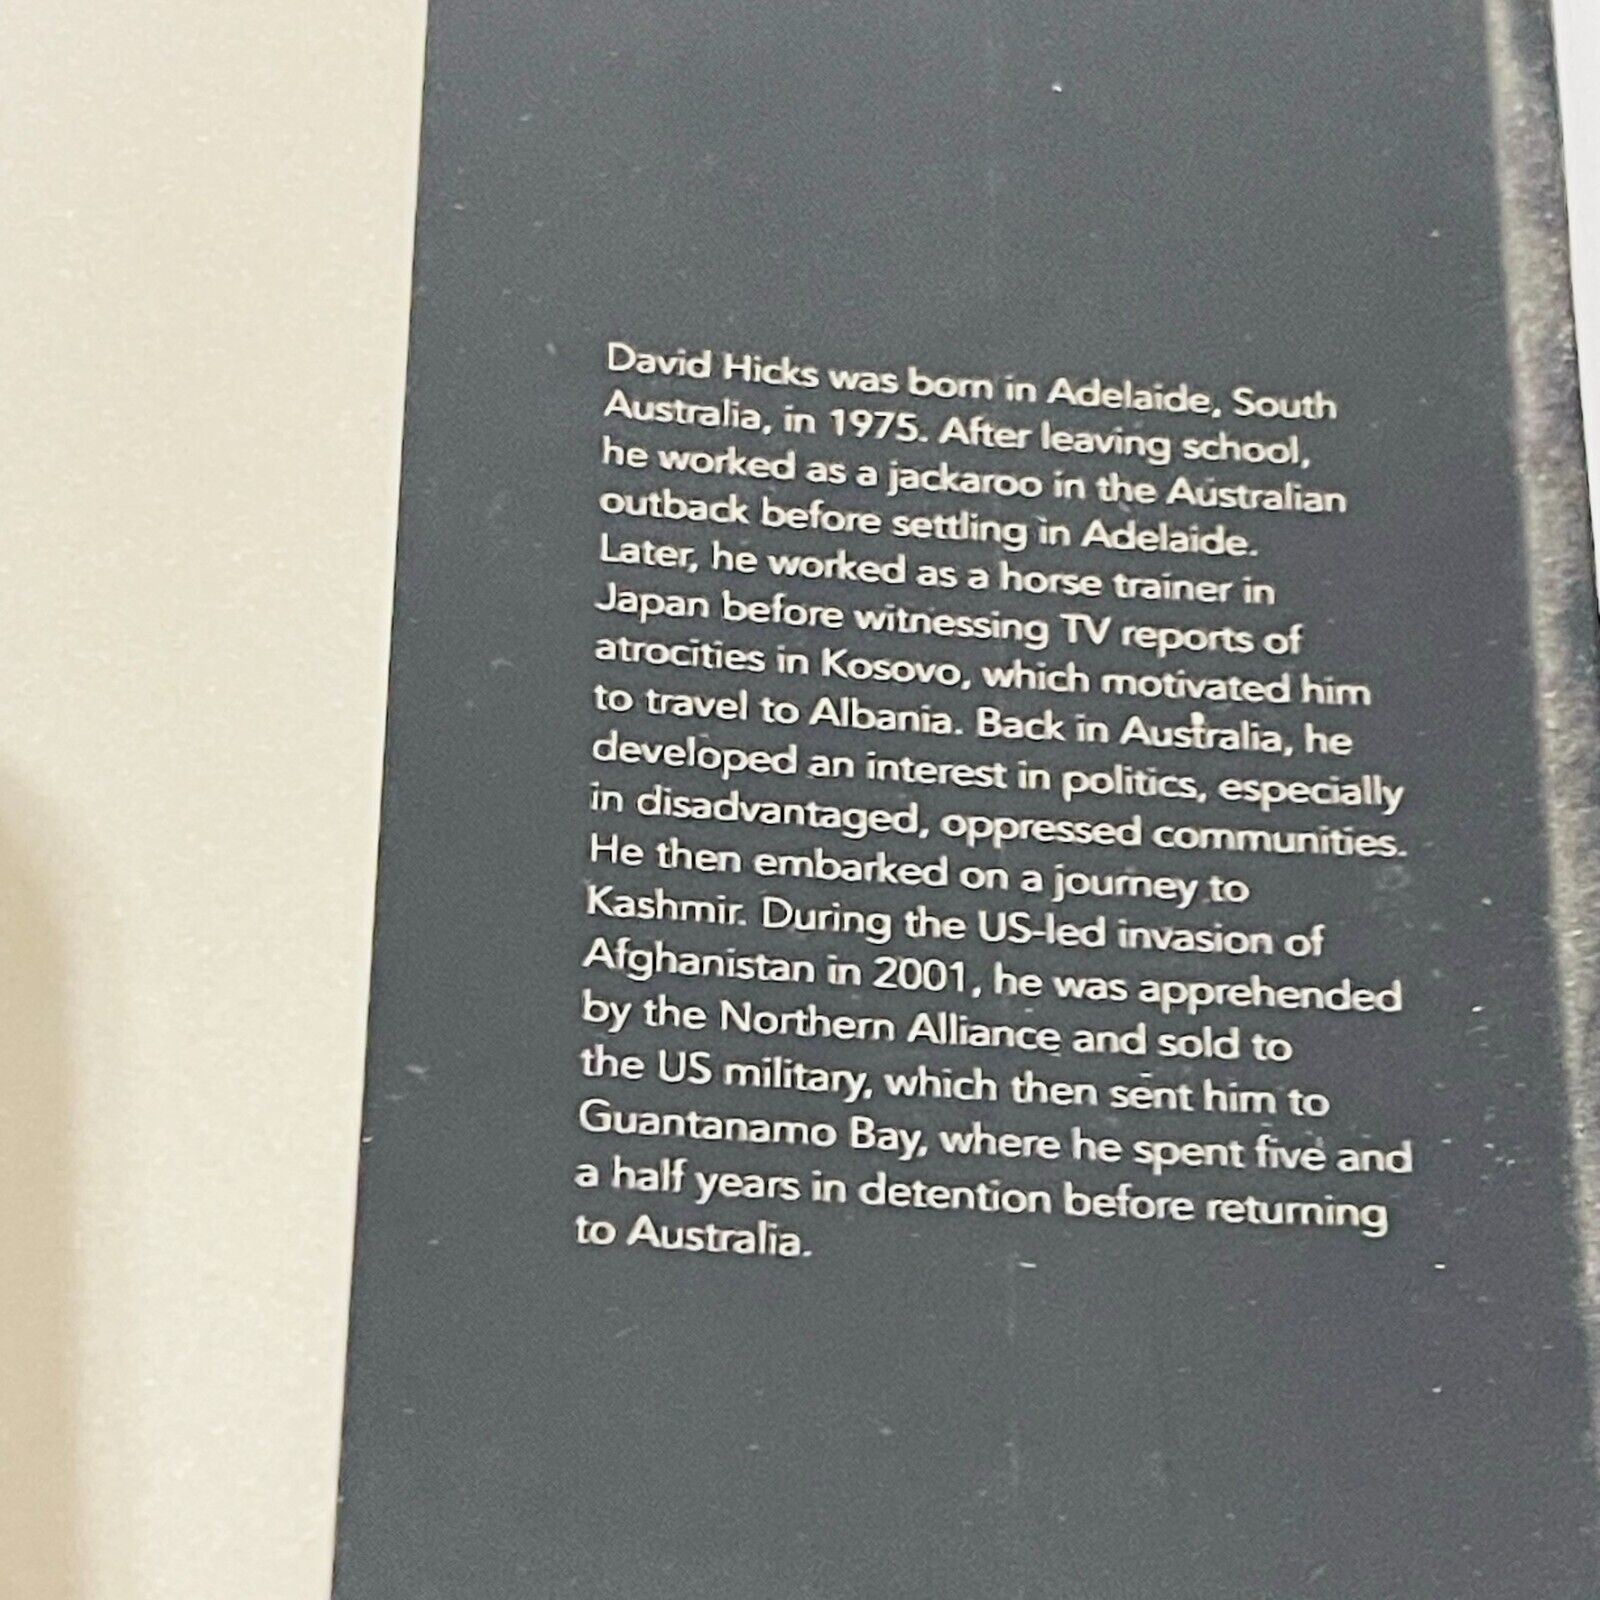 David Hicks was born in Adelaide, South
Australia, in 1975. After leaving school,
he worked as a jackaroo in the Australian
outback before settling in Adelaide.
Later, he worked as a horse trainer in
Japan before witnessing TV reports of
atrocities in Kosovo, which motivated him
to travel to Albania. Back in Australia, he
developed an interest in politics, especially
in disadvantaged, oppressed communities.
He then embarked on a journey to
Kashmir. During the US-led invasion of
Afghanistan in 2001, he was apprehended
by the Northern Alliance and sold to
the US military, which then sent him to
Guantanamo Bay, where he spent five and
a half years in detention before returning
to Australia.